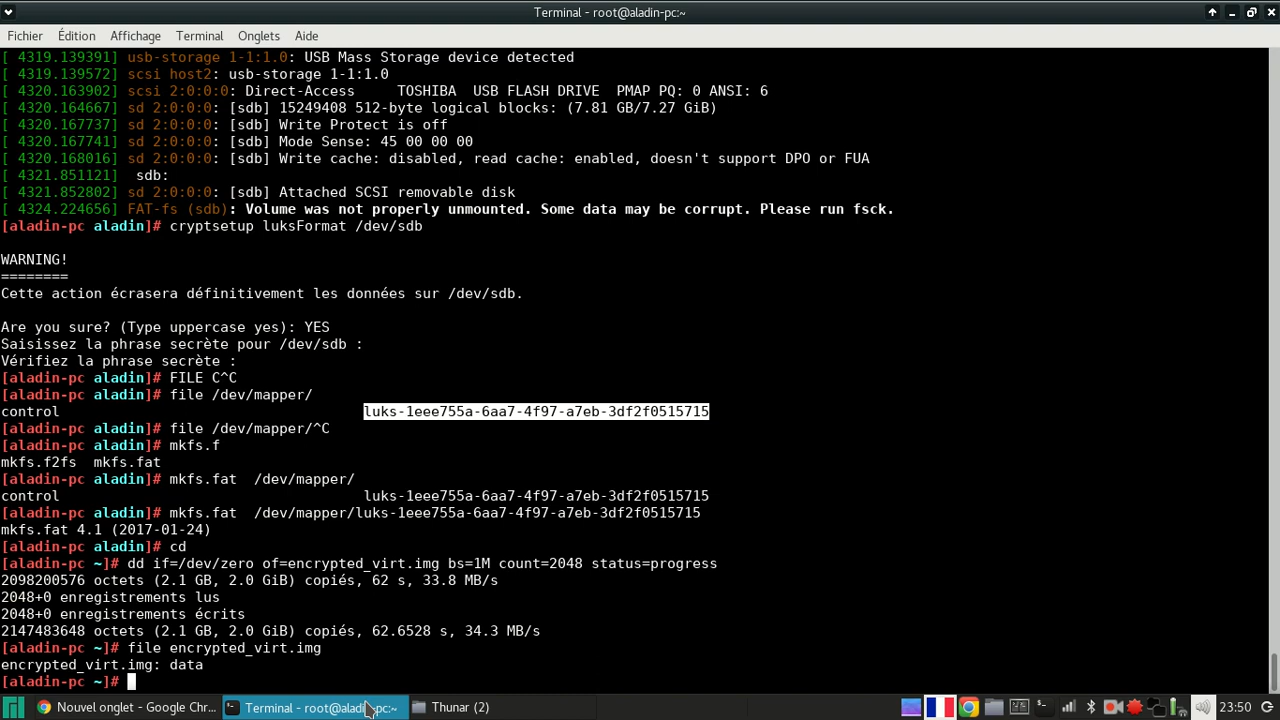 Terminal - root@aladin-pc:~
Fichier Édition Affichage Terminal Onglets Aide
[ 4319.139391] usb-storage 1-1:1.0: USB Mass Storage device detected
[ 4319.139572] scsi host2: usb-storage 1-1:1.0
[ 4320.163902] scsi 2:0:0:0: Direct-Access     TOSHIBA  USB FLASH DRIVE  PMAP PQ: 0 ANSI: 6
[ 4320.164667] sd 2:0:0:0: [sdb] 15249408 512-byte logical blocks: (7.81 GB/7.27 GiB)
[ 4320.167737] sd 2:0:0:0: [sdb] Write Protect is off
[ 4320.167741] sd 2:0:0:0: [sdb] Mode Sense: 45 00 00 00
[ 4320.168016] sd 2:0:0:0: [sdb] Write cache: disabled, read cache: enabled, doesn't support DPO or FUA
[ 4321.851121]  sdb:
[ 4321.852802] sd 2:0:0:0: [sdb] Attached SCSI removable disk
[ 4324.224656] FAT-fs (sdb): Volume was not properly unmounted. Some data may be corrupt. Please run fsck.
[aladin-pc aladin]# cryptsetup luksFormat /dev/sdb
WARNING!
========
Cette action écrasera définitivement les données sur /dev/sdb.
Are you sure? (Type uppercase yes): YES
Saisissez la phrase secrète pour /dev/sdb :
Vérifiez la phrase secrète :
[aladin-pc aladin]# FILE C^C
[aladin-pc aladin]# file /dev/mapper/
control                                    luks-1eee755a-6aa7-4f97-a7eb-3df2f0515715
[aladin-pc aladin]# file /dev/mapper/^C
[aladin-pc aladin]# mkfs.f
mkfs.f2fs  mkfs.fat
[aladin-pc aladin]# mkfs.fat  /dev/mapper/
control                                    luks-1eee755a-6aa7-4f97-a7eb-3df2f0515715
[aladin-pc aladin]# mkfs.fat  /dev/mapper/luks-1eee755a-6aa7-4f97-a7eb-3df2f0515715
mkfs.fat 4.1 (2017-01-24)
[aladin-pc aladin]# cd
[aladin-pc ~]# dd if=/dev/zero of=encrypted_virt.img bs=1M count=2048 status=progress
2098200576 octets (2.1 GB, 2.0 GiB) copiés, 62 s, 33.8 MB/s
2048+0 enregistrements lus
2048+0 enregistrements écrits
2147483648 octets (2.1 GB, 2.0 GiB) copiés, 62.6528 s, 34.3 MB/s
[aladin-pc ~]# file encrypted_virt.img
encrypted_virt.img: data
[aladin-pc ~]#
Nouvel onglet - Google Chr... Terminal - root@aladin-pc:~ Thunar (2) 23:50